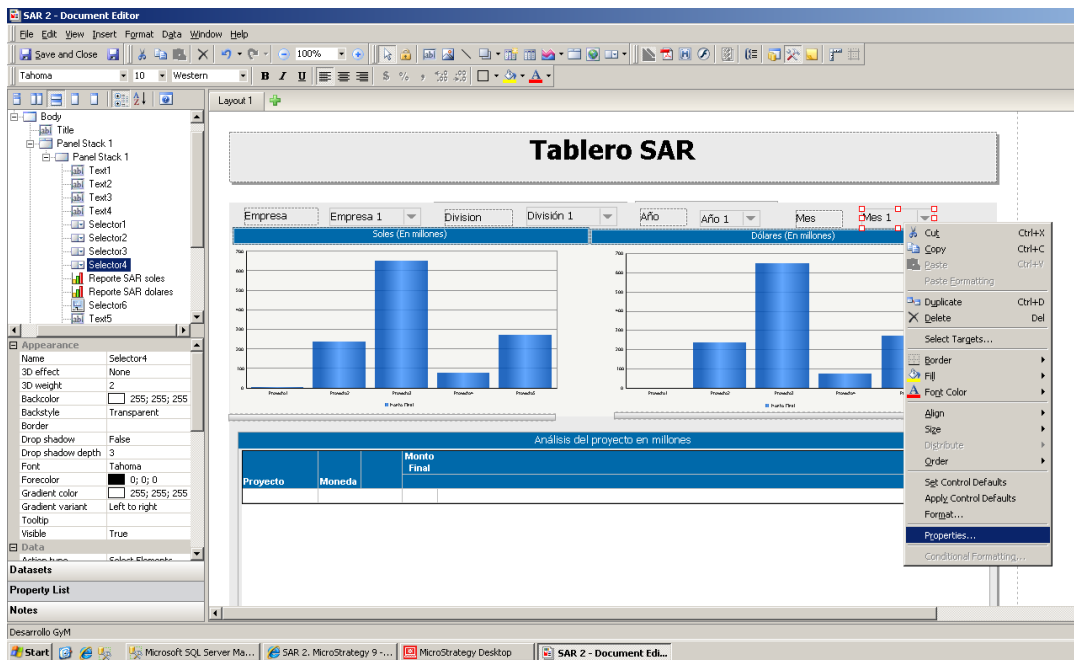 SAR 2 - Document Editor
File Edit View Insert Format Data Window Help
Save and Close 100%
Tahoma 10 Western B I U $ %
Layout 1
Body
Title
Panel Stack 1
Panel Stack 1
Text1
Text2
Text3
Text4
Selector1
Selector2
Selector3
Selector4
Reporte SAR soles
Reporte SAR dolares
Selector6
Text5
Appearance
Name Selector4
3D effect None
3D weight 2
Backcolor 255; 255; 255
Backstyle Transparent
Border
Drop shadow False
Drop shadow depth 3
Font Tahoma
Forecolor 0; 0; 0
Gradient color 255; 255; 255
Gradient variant Left to right
Tooltip
Visible True
Data
Action type Select Elements
Datasets
Property List
Notes
Tablero SAR
Empresa Empresa 1 Division División 1 Año Año 1 Mes Mes 1
Soles (En millones) Dólares (En millones)
Análisis del proyecto en millones
Proyecto Moneda Monto Final
Cut Ctrl+X
Copy Ctrl+C
Paste Ctrl+V
Paste Formatting
Duplicate Ctrl+D
Delete Del
Select Targets...
Border
Fill
Font Color
Align
Size
Distribute
Order
Set Control Defaults
Apply Control Defaults
Format...
Properties...
Conditional Formatting...
Desarrollo GyM
Start Microsoft SQL Server Ma... SAR 2. MicroStrategy 9 -... MicroStrategy Desktop SAR 2 - Document Edi...